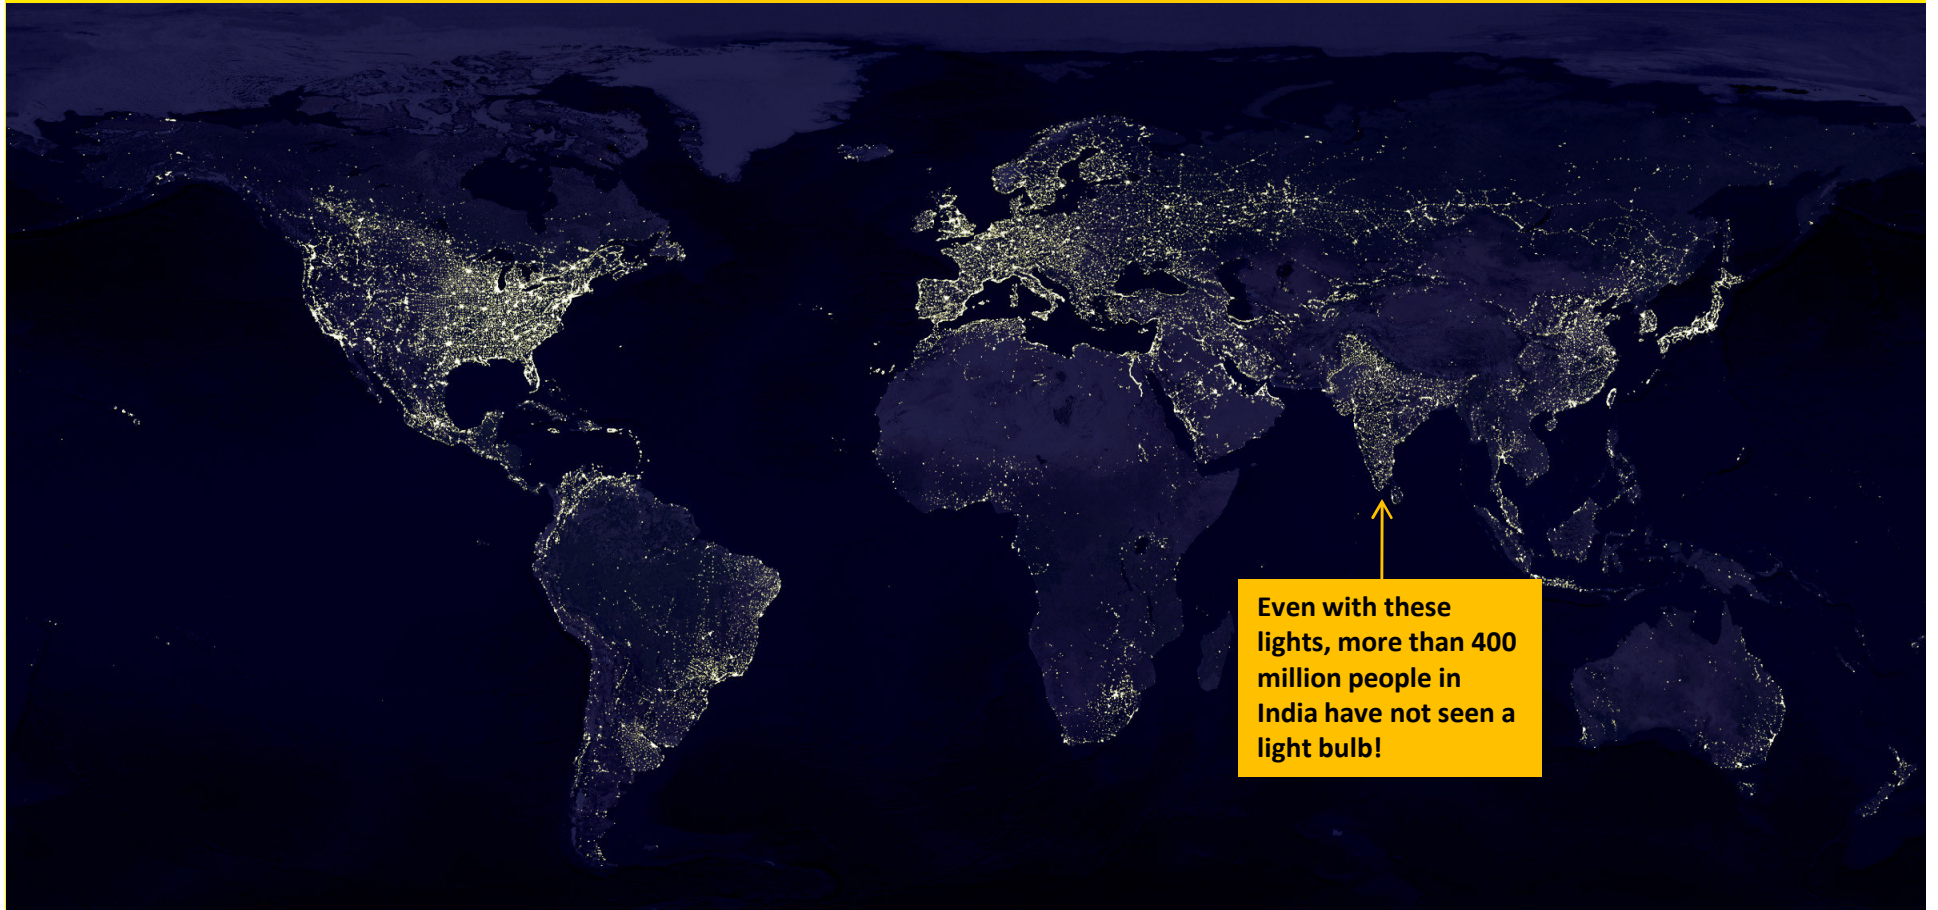 Even with these
lights, more than 400
million people in
India have not seen a
light bulb!